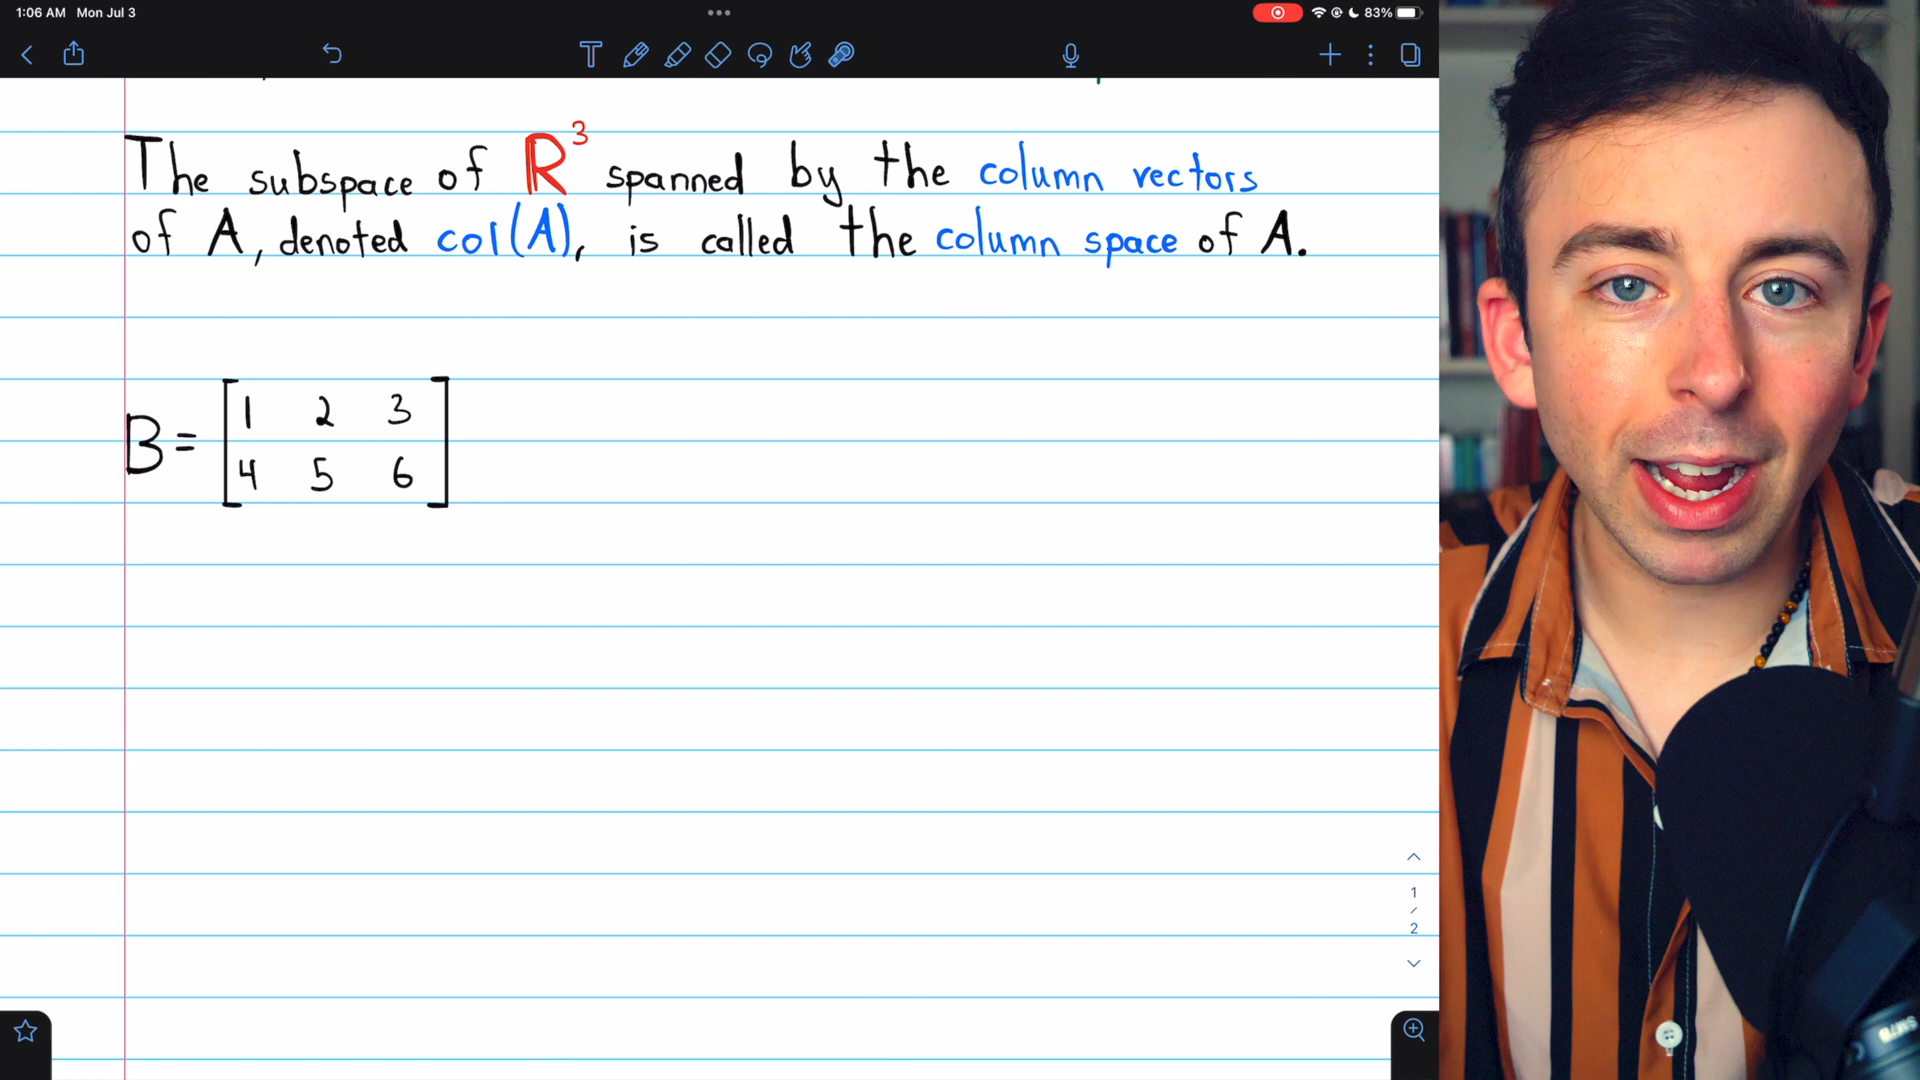 1:06 AM Mon Jul 3
83%
The subspace of R³ spanned by the column vectors
of A, denoted col(A), is called the column space of A.
B = [1 2 3
4 5 6]
1
/
2
SM7B